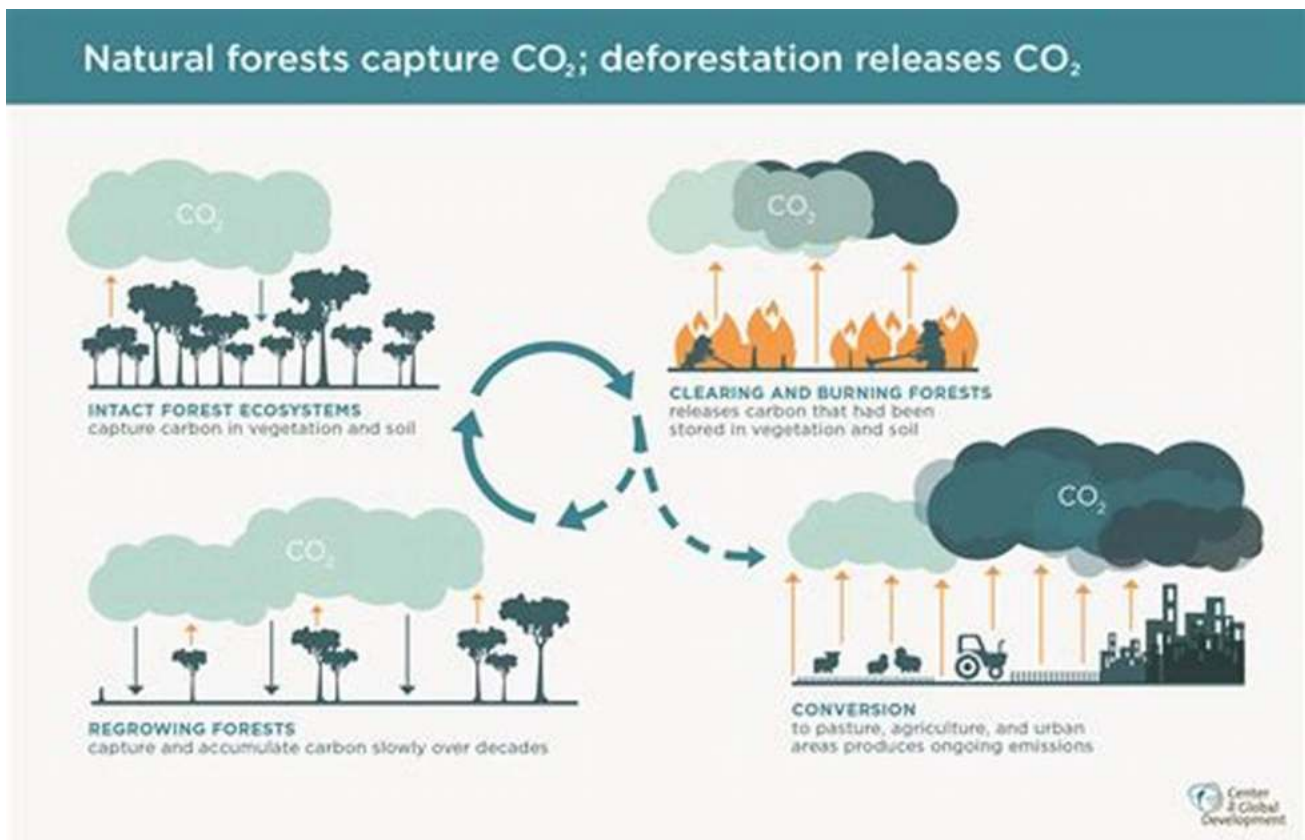 Natural forests capture CO₂; deforestation releases CO₂
CO₂
INTACT FOREST ECOSYSTEMS
capture carbon in vegetation and soil
CO₂
CLEARING AND BURNING FORESTS
releases carbon that had been
stored in vegetation and soil
CO₂
REGROWING FORESTS
capture and accumulate carbon slowly over decades
CO₂
CONVERSION
to pasture, agriculture, and urban
areas produces ongoing emissions
Center
Global
Development